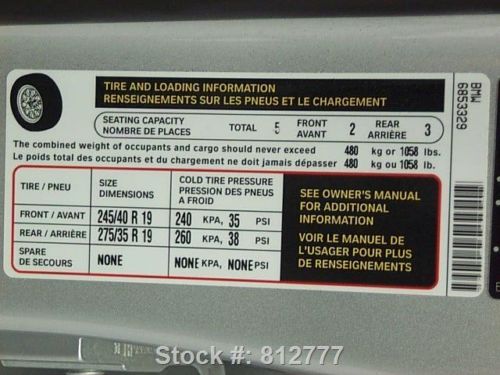 TIRE AND LOADING INFORMATION
RENSEIGNEMENTS SUR LES PNEUS ET LE CHARGEMENT
SEATING CAPACITY
NOMBRE DE PLACES
TOTAL 5
FRONT
AVANT 2
REAR
ARRIÈRE 3
The combined weight of occupants and cargo should never exceed 480 kg or 1058 lbs.
Le poids total des occupants et du chargement ne doit jamais dépasser 480 kg ou 1058 lb.
TIRE / PNEU
SIZE
DIMENSIONS
COLD TIRE PRESSURE
PRESSION DES PNEUS
A FROID
FRONT / AVANT 245/40 R 19 240 KPA, 35 PSI
REAR / ARRIÈRE 275/35 R 19 260 KPA, 38 PSI
SPARE
DE SECOURS NONE NONE KPA, NONE PSI
SEE OWNER'S MANUAL
FOR ADDITIONAL
INFORMATION
VOIR LE MANUEL DE
L'USAGER POUR PLUS
DE RENSEIGNEMENTS
BMW
6853329
Stock #: 812777